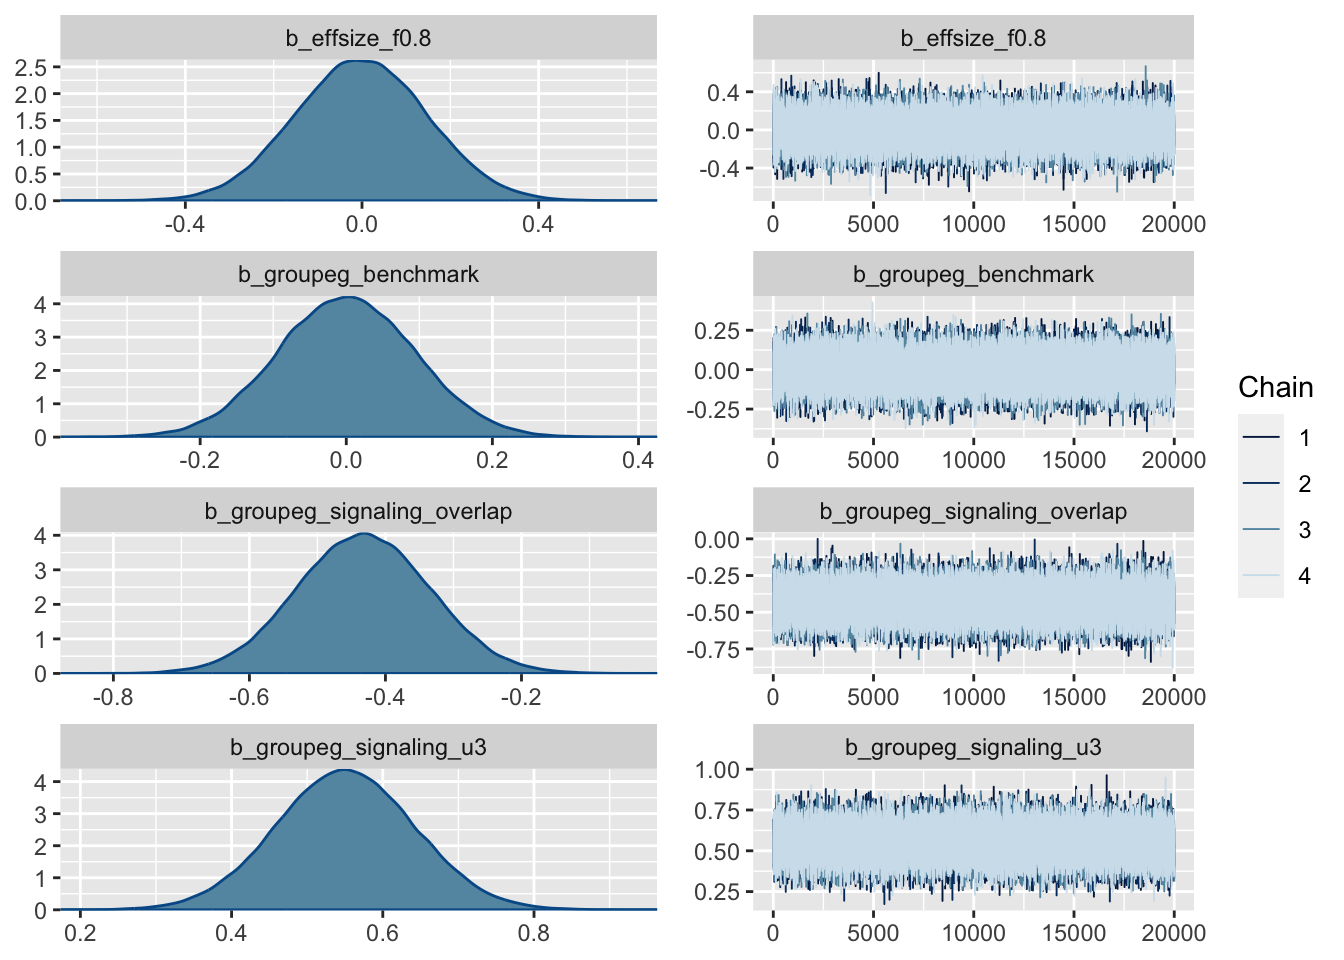 b_effsize_f0.8
2.5
2.0
1.5
1.0
0.5
0.0
-0.4 0.0 0.4
b_effsize_f0.8
0.4
0.0
-0.4
0 5000 10000 15000 20000
b_groupeg_benchmark
4
3
2
1
0
-0.2 0.0 0.2 0.4
b_groupeg_benchmark
0.25
0.00
-0.25
0 5000 10000 15000 20000
b_groupeg_signaling_overlap
4
3
2
1
0
-0.8 -0.6 -0.4 -0.2
b_groupeg_signaling_overlap
0.00
-0.25
-0.50
-0.75
0 5000 10000 15000 20000
b_groupeg_signaling_u3
4
3
2
1
0
0.2 0.4 0.6 0.8
b_groupeg_signaling_u3
1.00
0.75
0.50
0.25
0 5000 10000 15000 20000
Chain
1
2
3
4